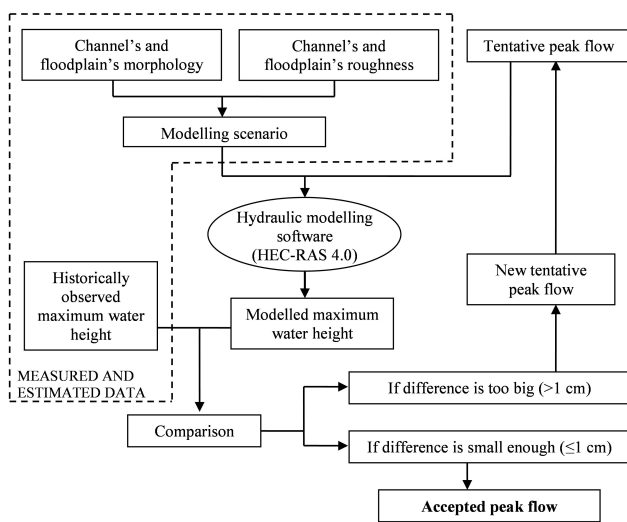 Channel's and
floodplain's morphology
Channel's and
floodplain's roughness
Tentative peak flow
Modelling scenario
Hydraulic modelling
software
(HEC-RAS 4.0)
Historically
observed
maximum water
height
Modelled maximum
water height
New tentative
peak flow
MEASURED AND
ESTIMATED DATA
If difference is too big (>1 cm)
Comparison
If difference is small enough (≤1 cm)
Accepted peak flow